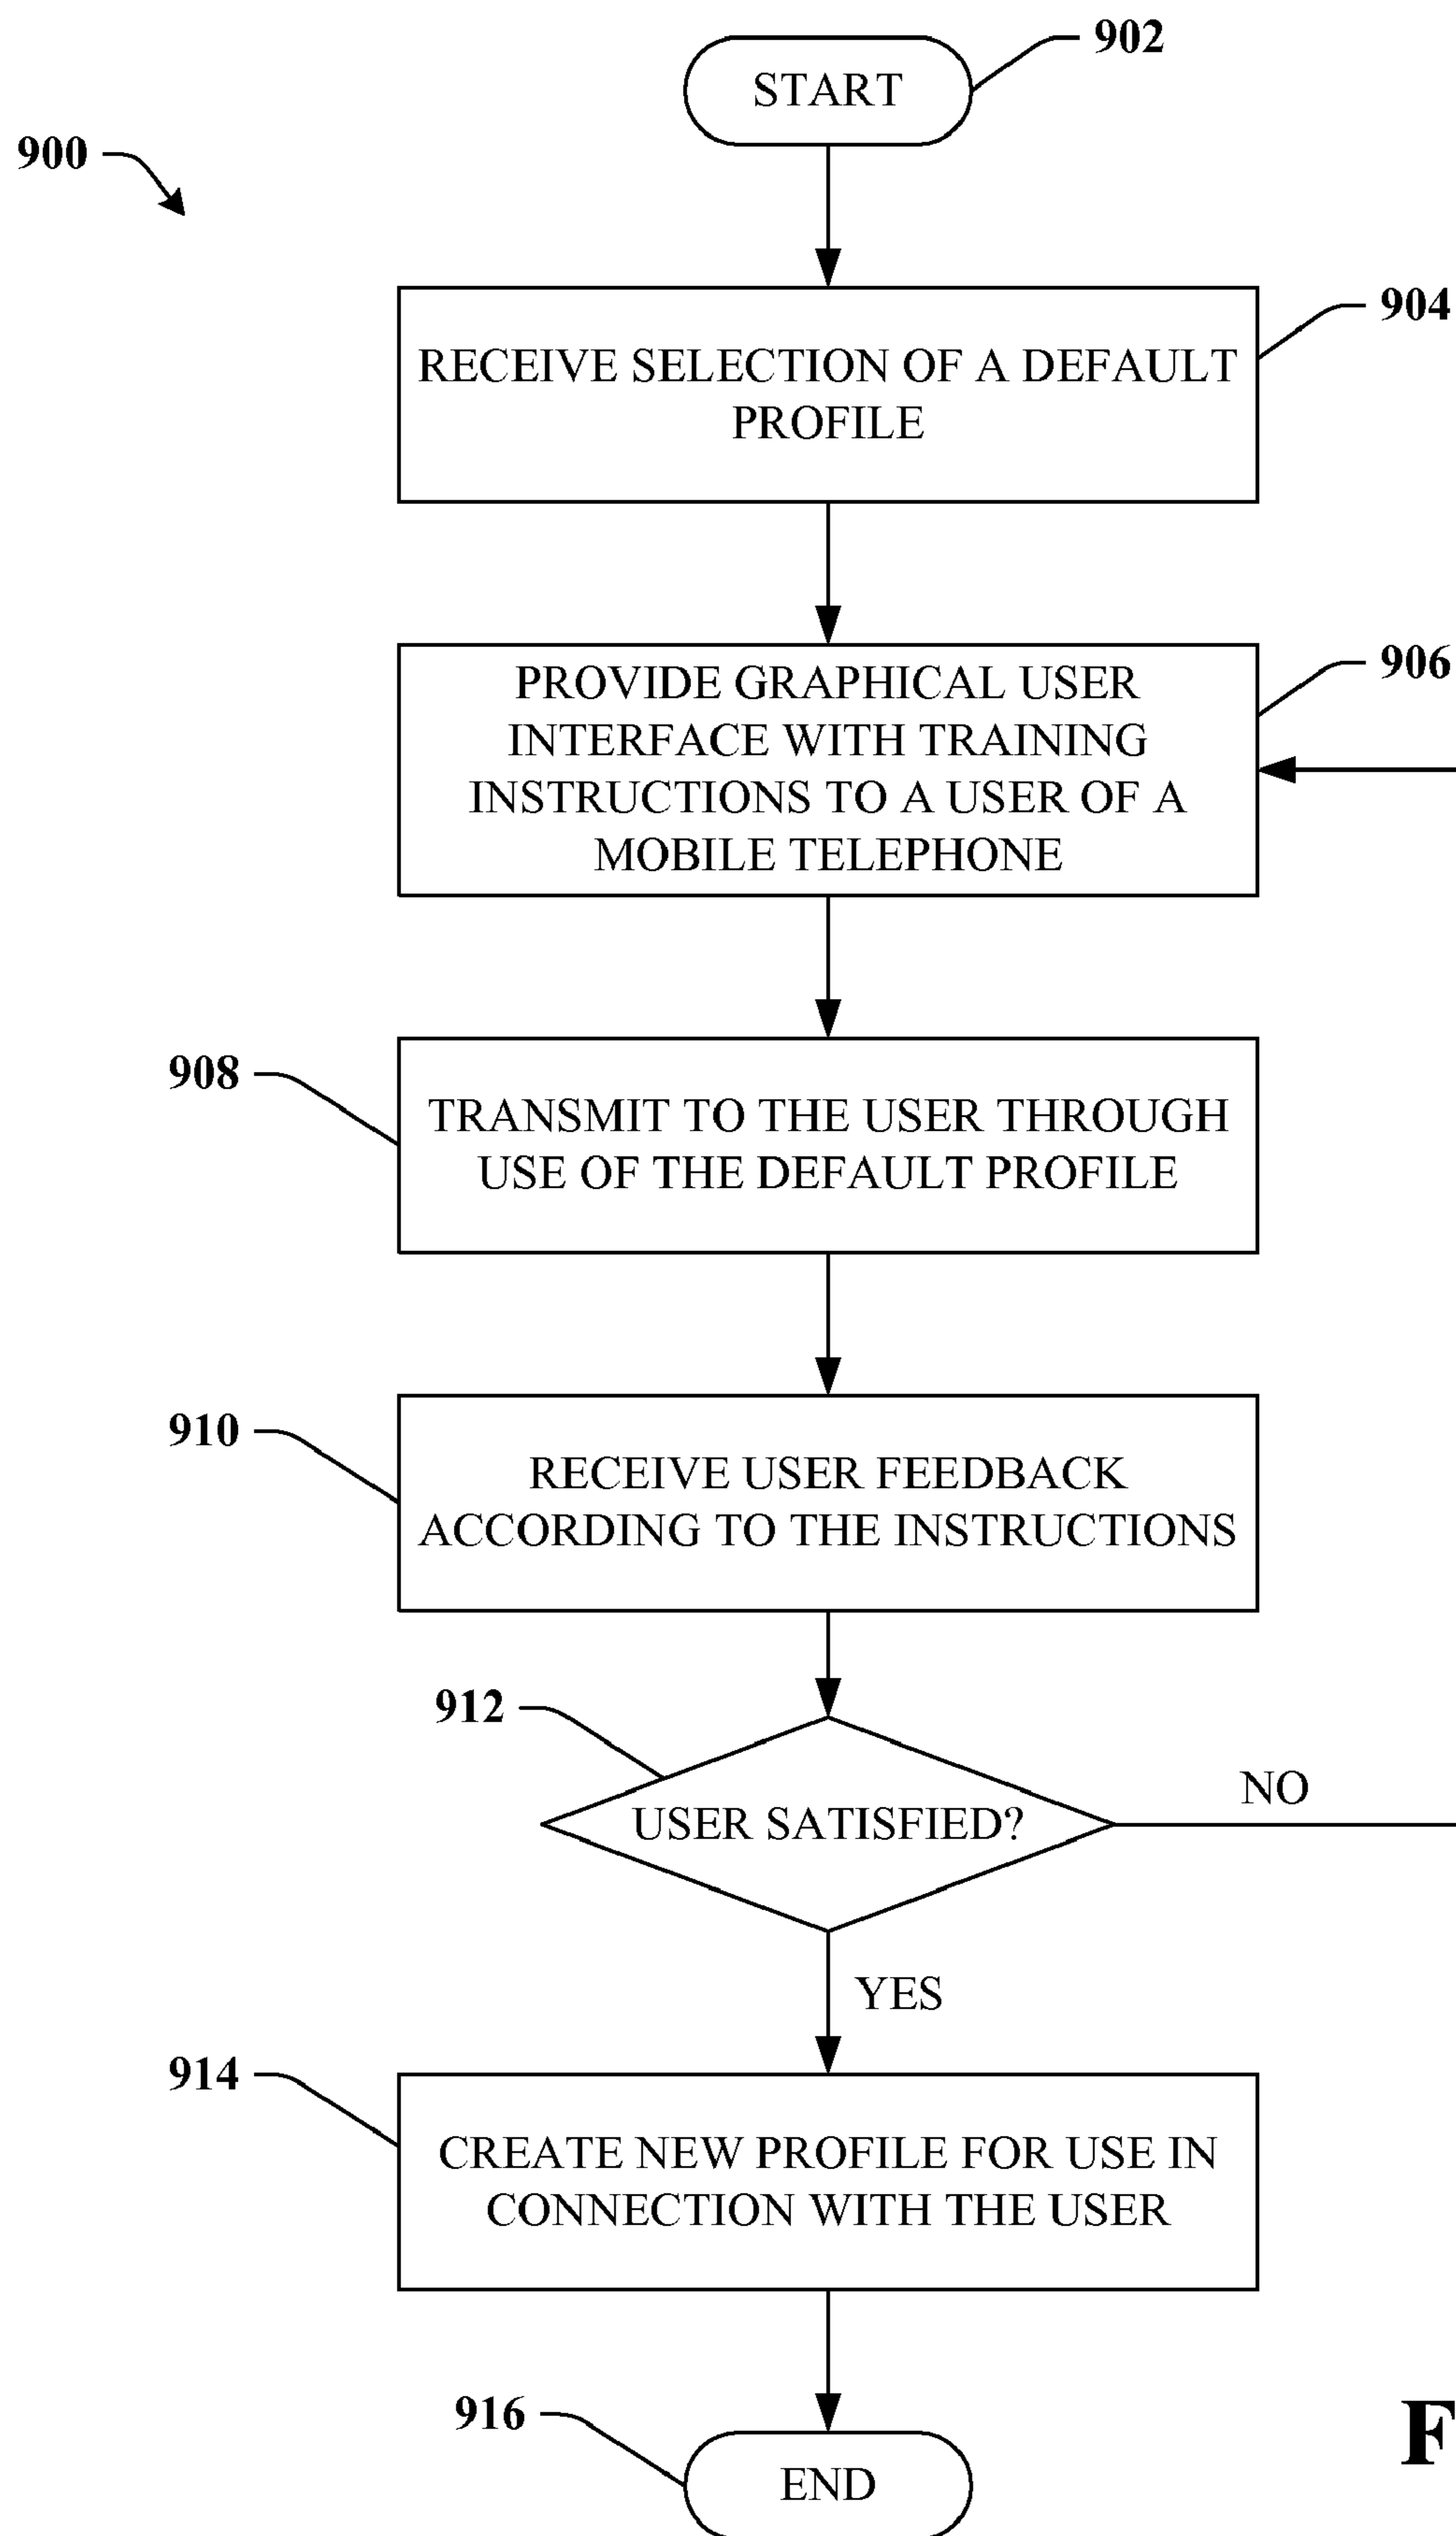 902
START
900
904
RECEIVE SELECTION OF A DEFAULT
PROFILE
906
PROVIDE GRAPHICAL USER
INTERFACE WITH TRAINING
INSTRUCTIONS TO A USER OF A
MOBILE TELEPHONE
908
TRANSMIT TO THE USER THROUGH
USE OF THE DEFAULT PROFILE
910
RECEIVE USER FEEDBACK
ACCORDING TO THE INSTRUCTIONS
912
USER SATISFIED?
NO
YES
914
CREATE NEW PROFILE FOR USE IN
CONNECTION WITH THE USER
916
END
F